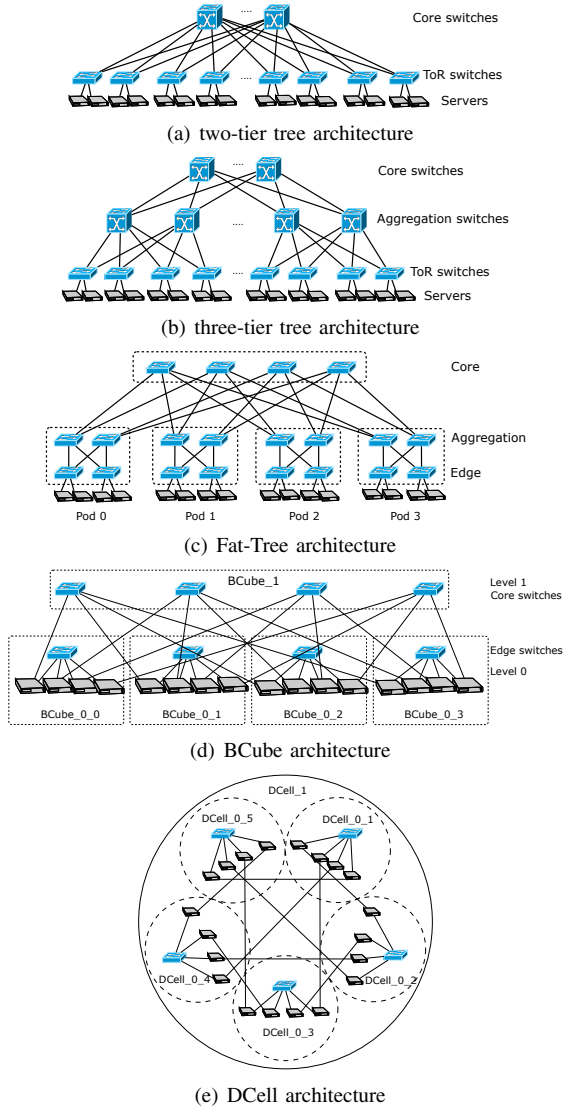 ....
Core switches
.... ToR switches
Servers
(a) two-tier tree architecture
....
Core switches
.... Aggregation switches
.... ToR switches
Servers
(b) three-tier tree architecture
Core
Aggregation
Edge
Pod 0 Pod 1 Pod 2 Pod 3
(c) Fat-Tree architecture
BCube_1
Level 1
Core switches
Edge switches
Level 0
BCube_0_0 BCube_0_1 BCube_0_2 BCube_0_3
(d) BCube architecture
DCell_1
DCell_0_5 DCell_0_1
DCell_0_4 DCell_0_2
DCell_0_3
(e) DCell architecture